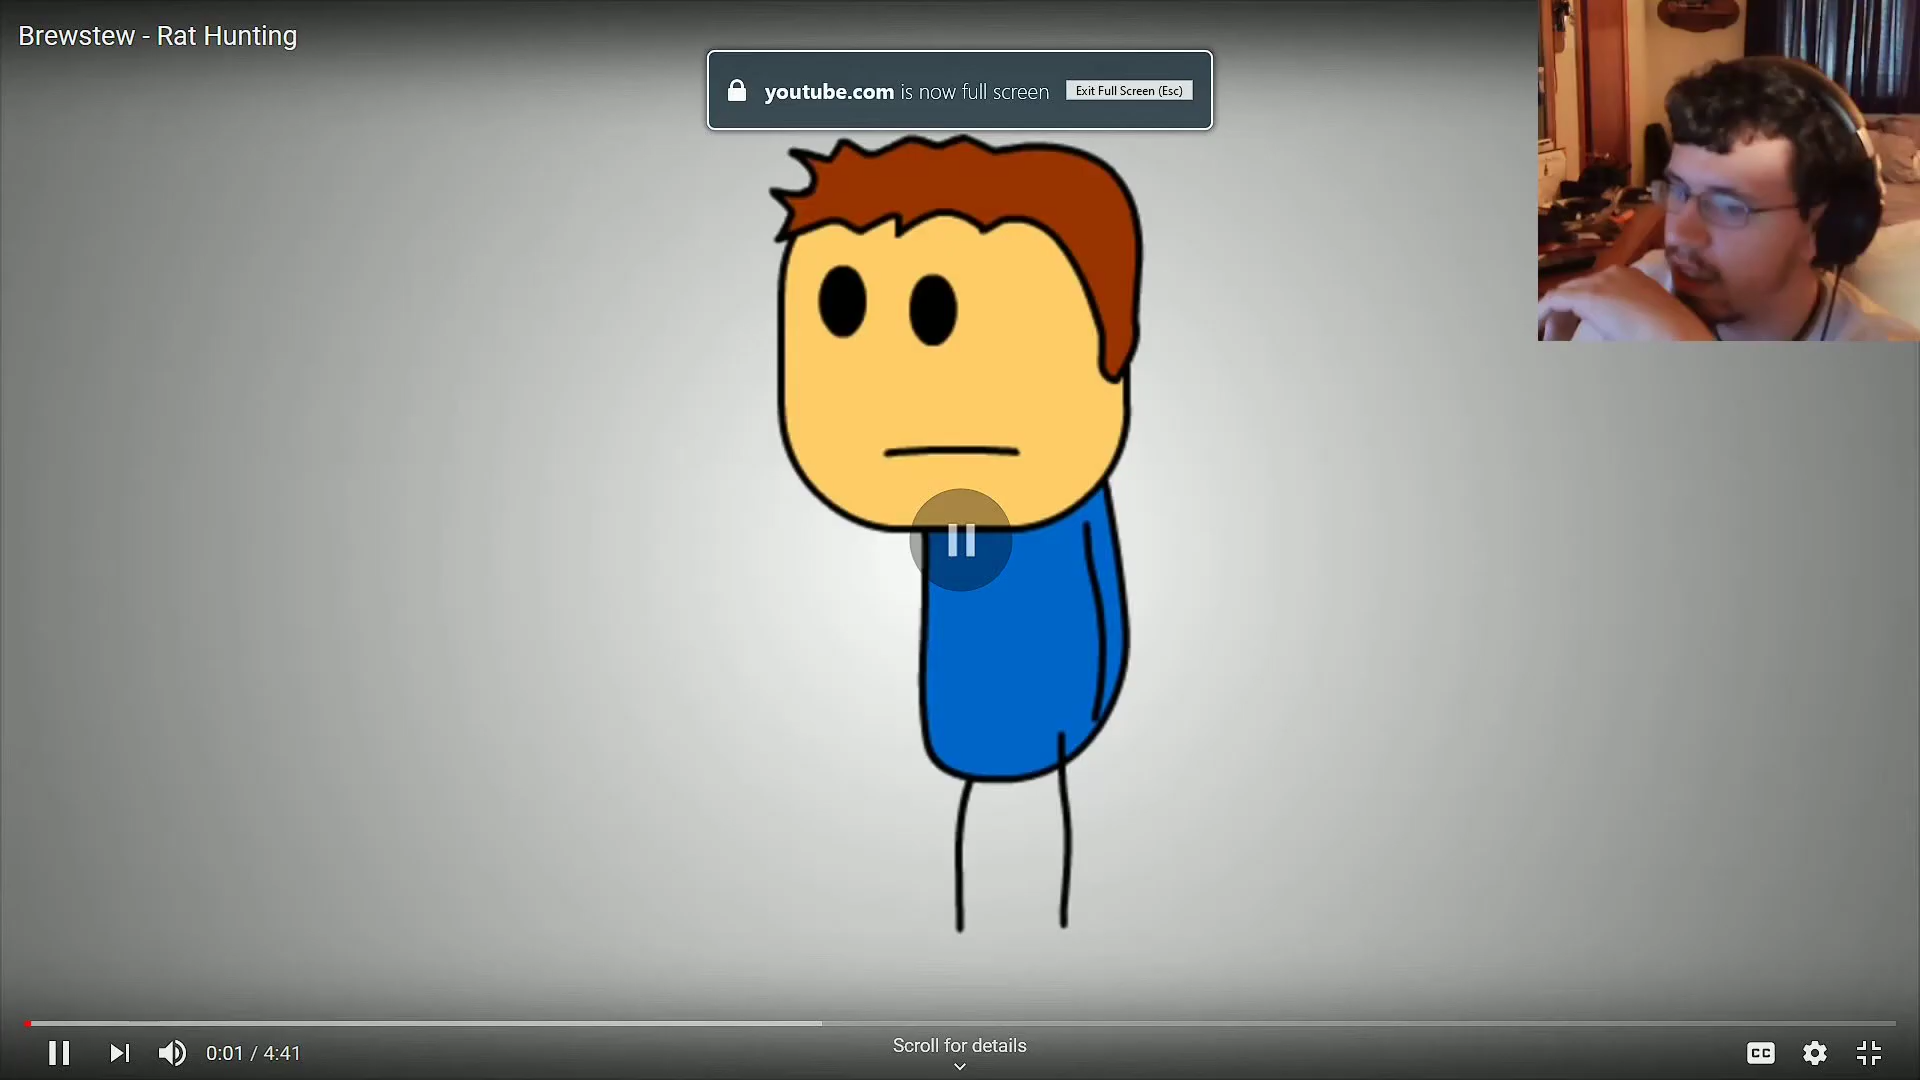 Brewstew - Rat Hunting
youtube.com is now full screen
Exit Full Screen (Esc)
Scroll for details
0:01 / 4:41
CC